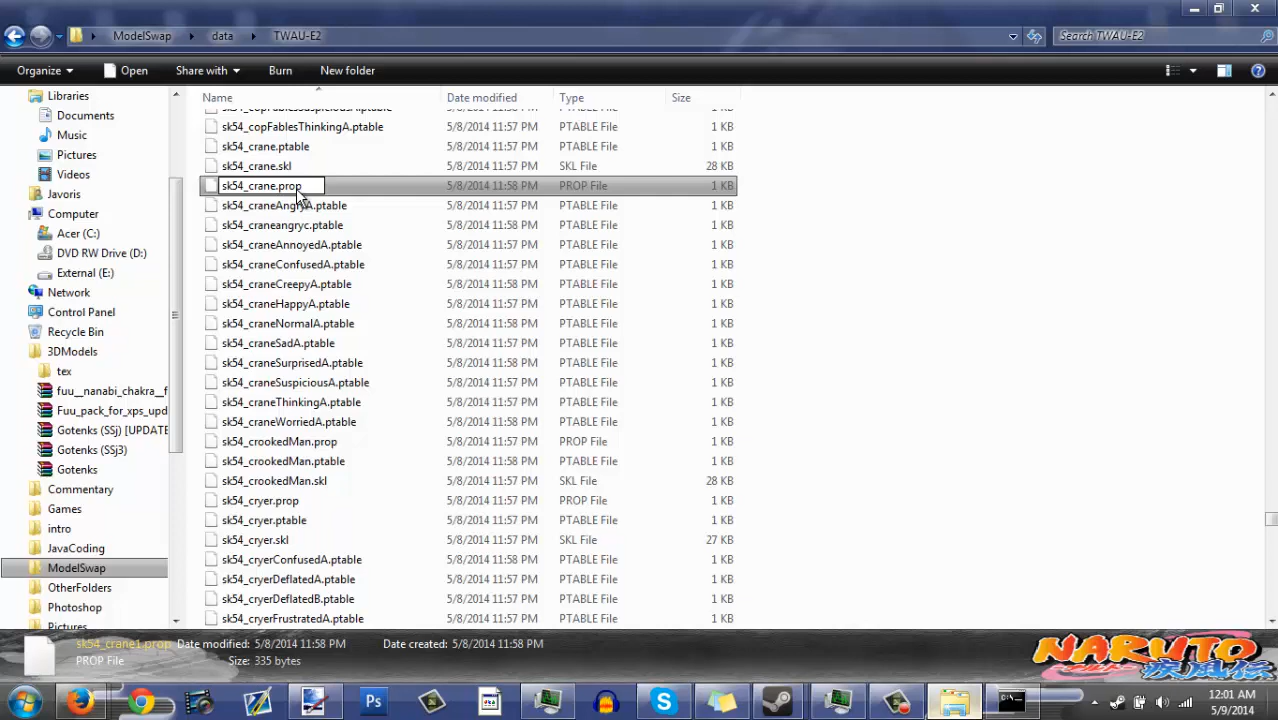 ModelSwap data TWAU-E2 Search TWAU-E2
Organize Open Share with Burn New folder
Name Date modified Type Size
Libraries
Documents
Music
Pictures
Videos
Javoris
Computer
Acer (C:)
DVD RW Drive (D:)
External (E:)
Network
Control Panel
Recycle Bin
3DModels
tex
fuu__nanabi_chakra__f
Fuu_pack_for_xps_upd
Gotenks (SSj) [UPDATE
Gotenks (SSj3)
Gotenks
Commentary
Games
intro
JavaCoding
ModelSwap
OtherFolders
Photoshop
Pictures
sk54_copFablesSuspiciousA.ptable
sk54_copFablesThinkingA.ptable 5/8/2014 11:57 PM PTABLE File 1 KB
sk54_crane.ptable 5/8/2014 11:57 PM PTABLE File 1 KB
sk54_crane.skl 5/8/2014 11:57 PM SKL File 28 KB
sk54_crane.prop 5/8/2014 11:58 PM PROP File 1 KB
sk54_craneAngryA.ptable 5/8/2014 11:57 PM PTABLE File 1 KB
sk54_craneangryc.ptable 5/8/2014 11:58 PM PTABLE File 1 KB
sk54_craneAnnoyedA.ptable 5/8/2014 11:57 PM PTABLE File 1 KB
sk54_craneConfusedA.ptable 5/8/2014 11:57 PM PTABLE File 1 KB
sk54_craneCreepyA.ptable 5/8/2014 11:58 PM PTABLE File 1 KB
sk54_craneHappyA.ptable 5/8/2014 11:57 PM PTABLE File 1 KB
sk54_craneNormalA.ptable 5/8/2014 11:57 PM PTABLE File 1 KB
sk54_craneSadA.ptable 5/8/2014 11:57 PM PTABLE File 1 KB
sk54_craneSurprisedA.ptable 5/8/2014 11:58 PM PTABLE File 1 KB
sk54_craneSuspiciousA.ptable 5/8/2014 11:57 PM PTABLE File 1 KB
sk54_craneThinkingA.ptable 5/8/2014 11:57 PM PTABLE File 1 KB
sk54_craneWorriedA.ptable 5/8/2014 11:57 PM PTABLE File 1 KB
sk54_crookedMan.prop 5/8/2014 11:57 PM PROP File 1 KB
sk54_crookedMan.ptable 5/8/2014 11:58 PM PTABLE File 1 KB
sk54_crookedMan.skl 5/8/2014 11:57 PM SKL File 28 KB
sk54_cryer.prop 5/8/2014 11:57 PM PROP File 1 KB
sk54_cryer.ptable 5/8/2014 11:57 PM PTABLE File 1 KB
sk54_cryer.skl 5/8/2014 11:57 PM SKL File 27 KB
sk54_cryerConfusedA.ptable 5/8/2014 11:58 PM PTABLE File 1 KB
sk54_cryerDeflatedA.ptable 5/8/2014 11:57 PM PTABLE File 1 KB
sk54_cryerDeflatedB.ptable 5/8/2014 11:57 PM PTABLE File 1 KB
sk54_cryerFrustratedA.ptable 5/8/2014 11:57 PM PTABLE File 1 KB
sk54_crane1.prop Date modified: 5/8/2014 11:58 PM Date created: 5/8/2014 11:58 PM
PROP File Size: 335 bytes
NARUTO
疾風伝
Ps
12:01 AM
5/9/2014